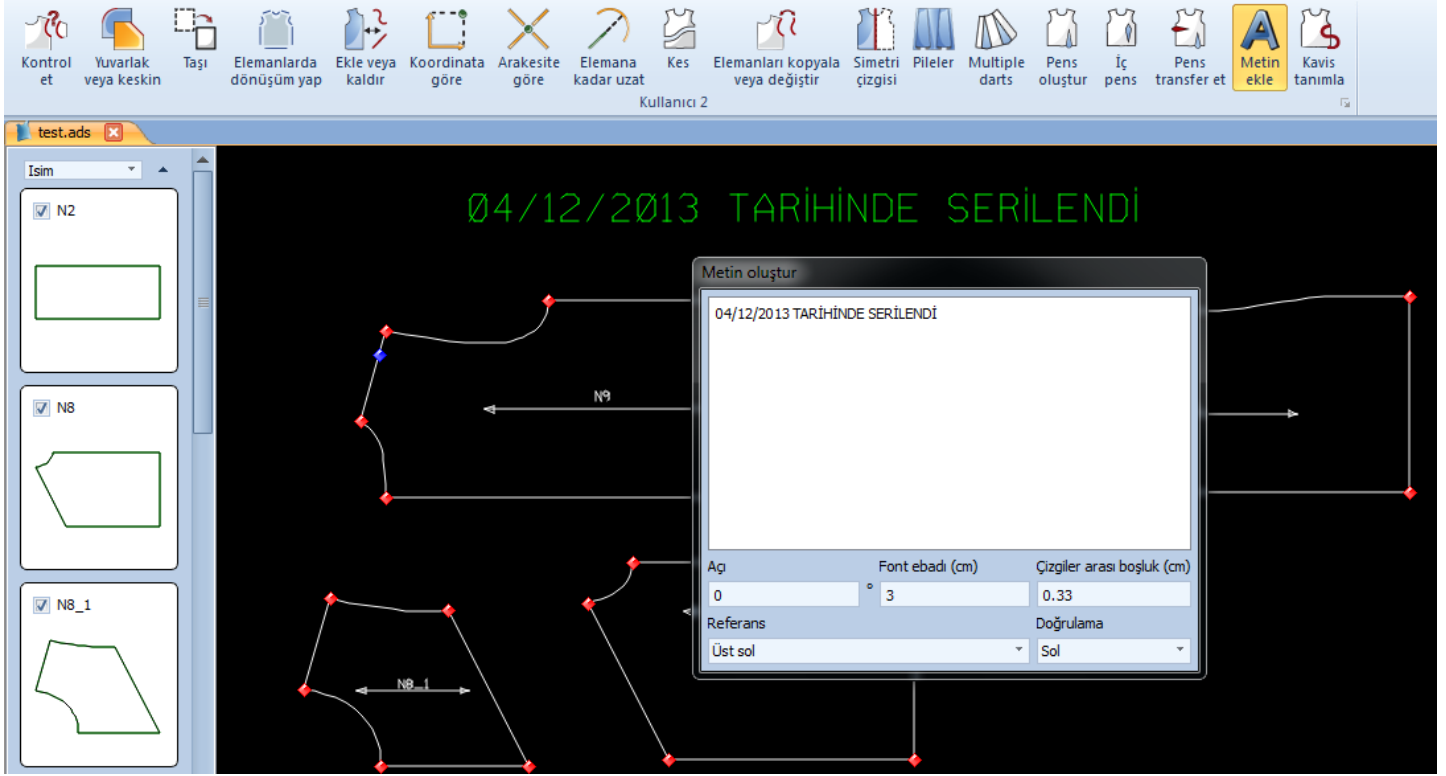 Kontrol et
Yuvarlak veya keskin
Taşı
Elemanlarda dönüşüm yap
Ekle veya kaldır
Koordinata göre
Arakesite göre
Elemana kadar uzat
Kes
Elemanları kopyala veya değiştir
Simetri çizgisi
Pileler
Multiple darts
Pens oluştur
İç pens
Pens transfer et
Metin ekle
Kavis tanımla
Kullanıcı 2
test.ads
Isim
N2
04/12/2013 TARİHİNDE SERİLENDİ
Metin oluştur
04/12/2013 TARİHİNDE SERİLENDİ
N9
N8
Açı
Font ebadı (cm)
Çizgiler arası boşluk (cm)
0
°
3
0.33
Referans
Doğrulama
Üst sol
Sol
N8_1
N8_1